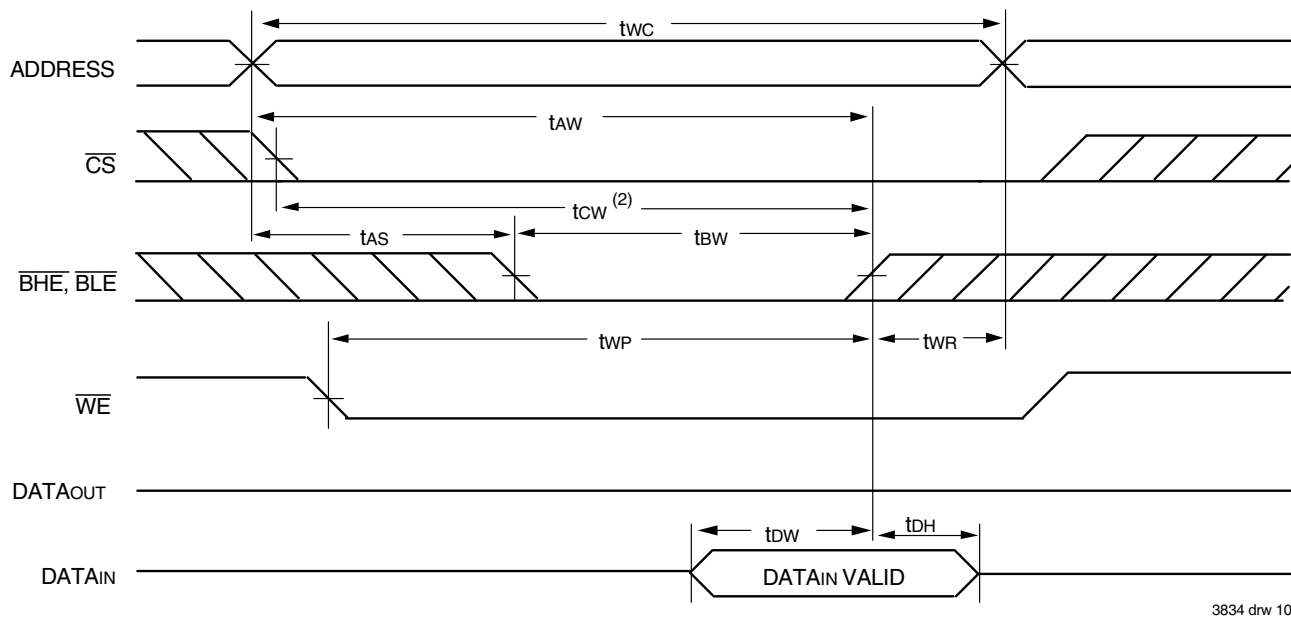 tWC
ADDRESS
tAW
CS
tCW (2)
tAS
tBW
BHE, BLE
tWP
tWR
WE
DATAOUT
tDW
tDH
DATAIN
DATAIN VALID
3834 drw 10